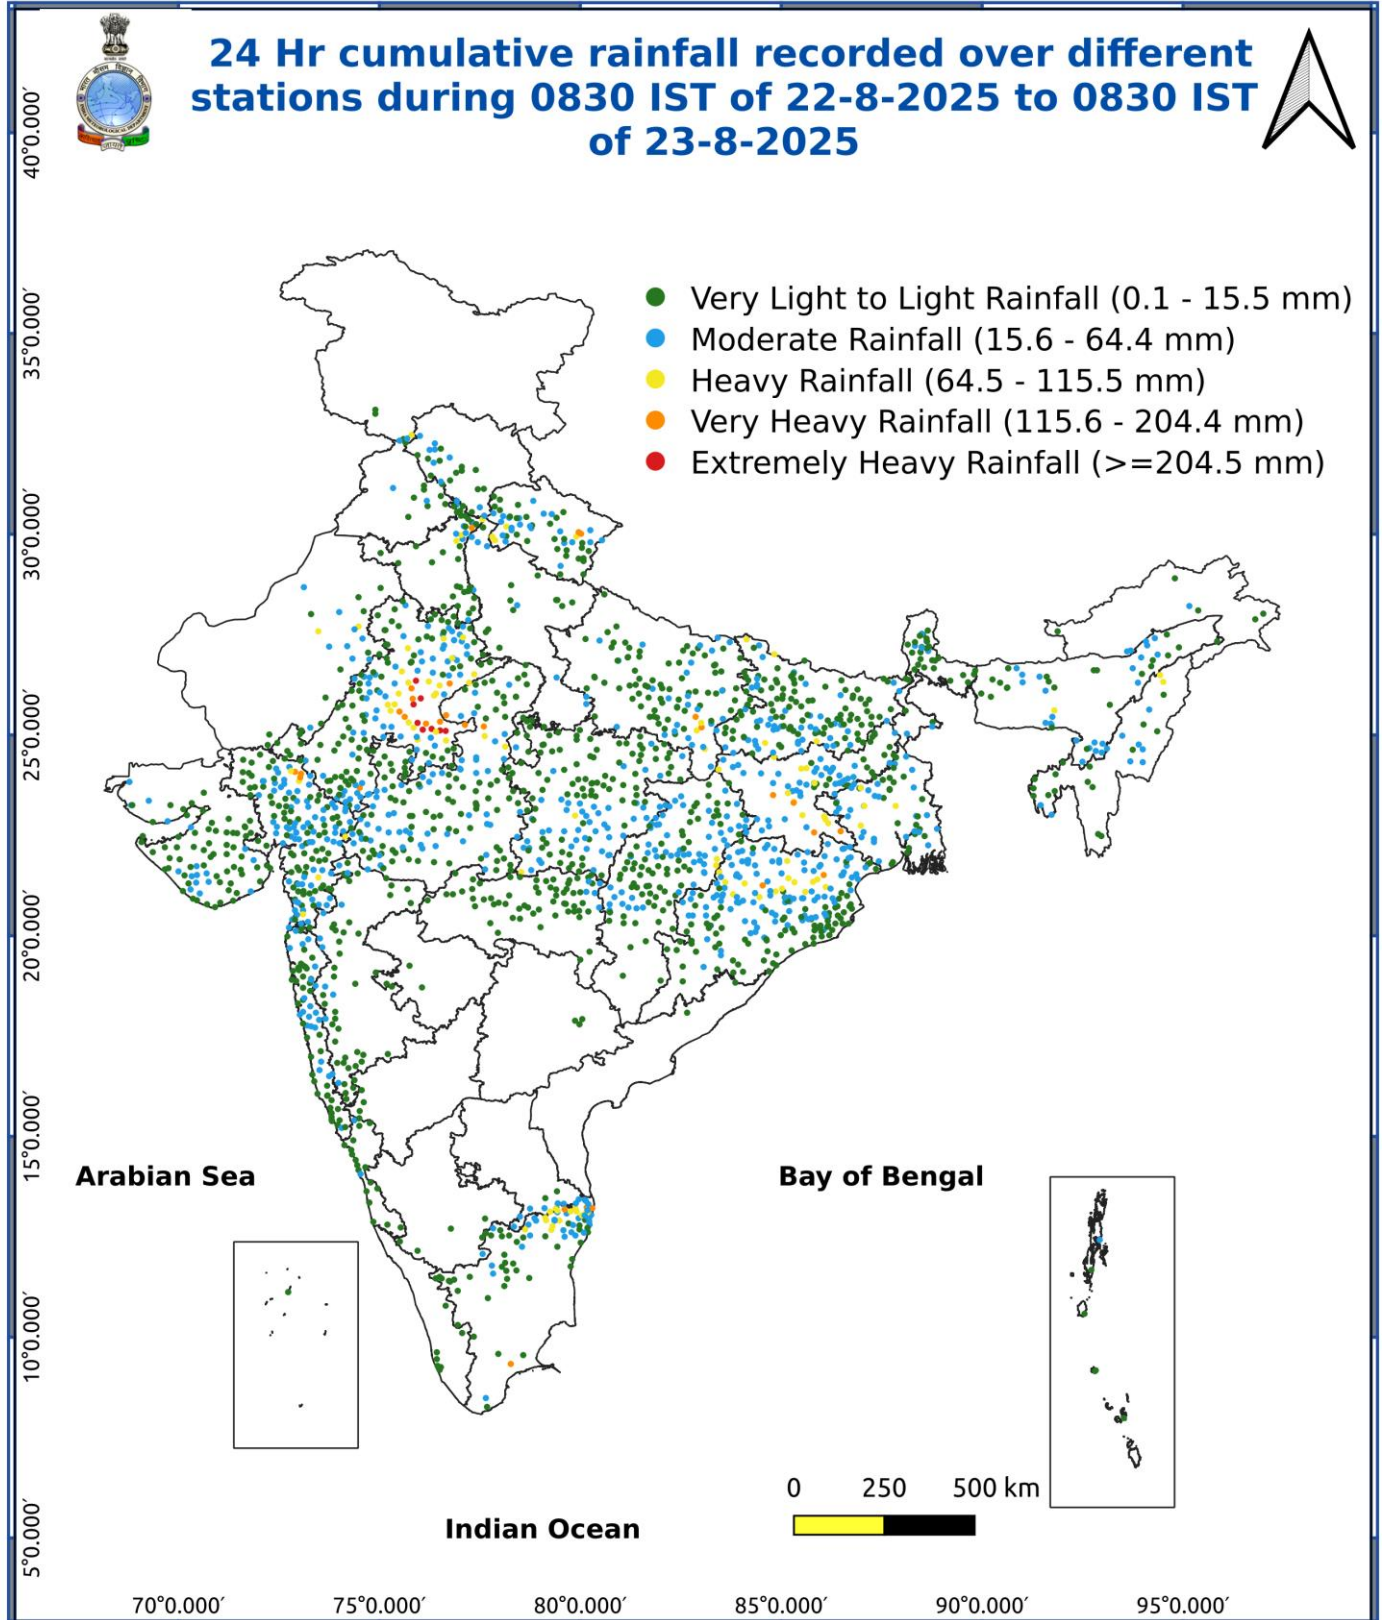 24 Hr cumulative rainfall recorded over different
stations during 0830 IST of 22-8-2025 to 0830 IST
of 23-8-2025
Very Light to Light Rainfall (0.1 - 15.5 mm)
Moderate Rainfall (15.6 - 64.4 mm)
Heavy Rainfall (64.5 - 115.5 mm)
Very Heavy Rainfall (115.6 - 204.4 mm)
Extremely Heavy Rainfall (>=204.5 mm)
40°0.000′
35°0.000′
30°0.000′
25°0.000′
20°0.000′
15°0.000′
10°0.000′
5°0.000′
Arabian Sea
Bay of Bengal
Indian Ocean
0 250 500 km
70°0.000′ 75°0.000′ 80°0.000′ 85°0.000′ 90°0.000′ 95°0.000′